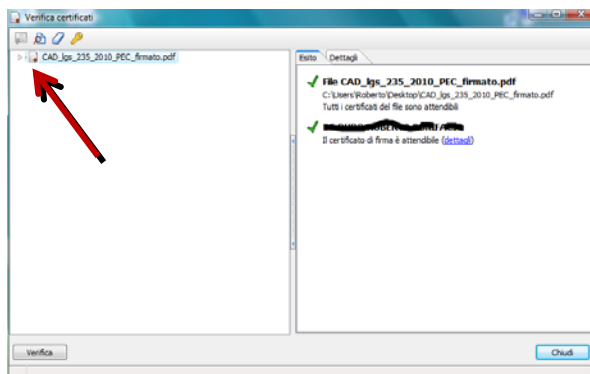 Verifica certificati
CAD_lgs_235_2010_PEC_firmato.pdf
Esito Dettagli
File CAD_lgs_235_2010_PEC_firmato.pdf
C:\Users\Roberto\Desktop\CAD_lgs_235_2010_PEC_firmato.pdf
Tutti i certificati del file sono attendibili
Il certificato di firma è attendibile (dettagli)
Verifica
Chiudi